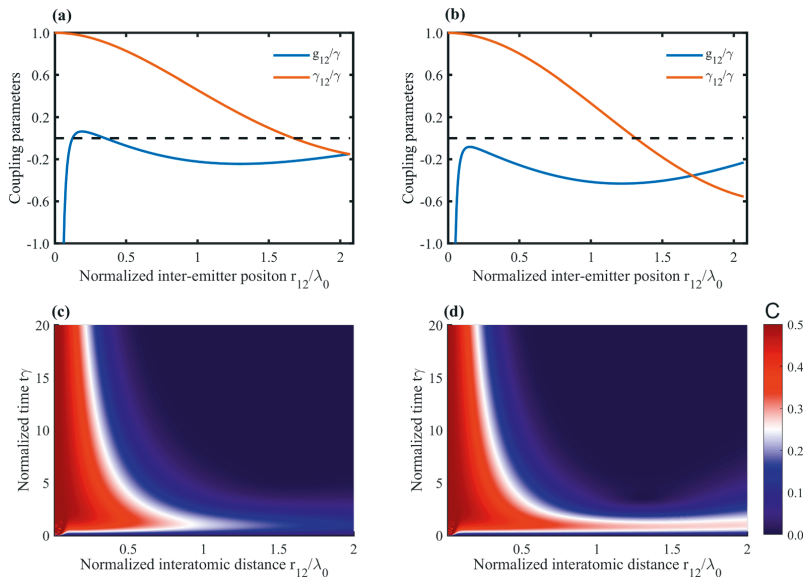 (a)
(b)
1.0
0.6
0.2
-0.2
-0.6
-1.0
Coupling parameters
g12/γ
γ12/γ
0
0.5
1
1.5
2
Normalized inter-emitter positon r12/λ0
1.0
0.6
0.2
-0.2
-0.6
-1.0
Coupling parameters
g12/γ
γ12/γ
0
0.5
1
1.5
2
Normalized inter-emitter positon r12/λ0
(c)
(d)
C
20
15
10
5
0
Normalized time tγ
0.5
1
1.5
2
Normalized interatomic distance r12/λ0
20
15
10
5
0
Normalized time tγ
0.5
1
1.5
2
Normalized interatomic distance r12/λ0
0.5
0.4
0.3
0.2
0.1
0.0